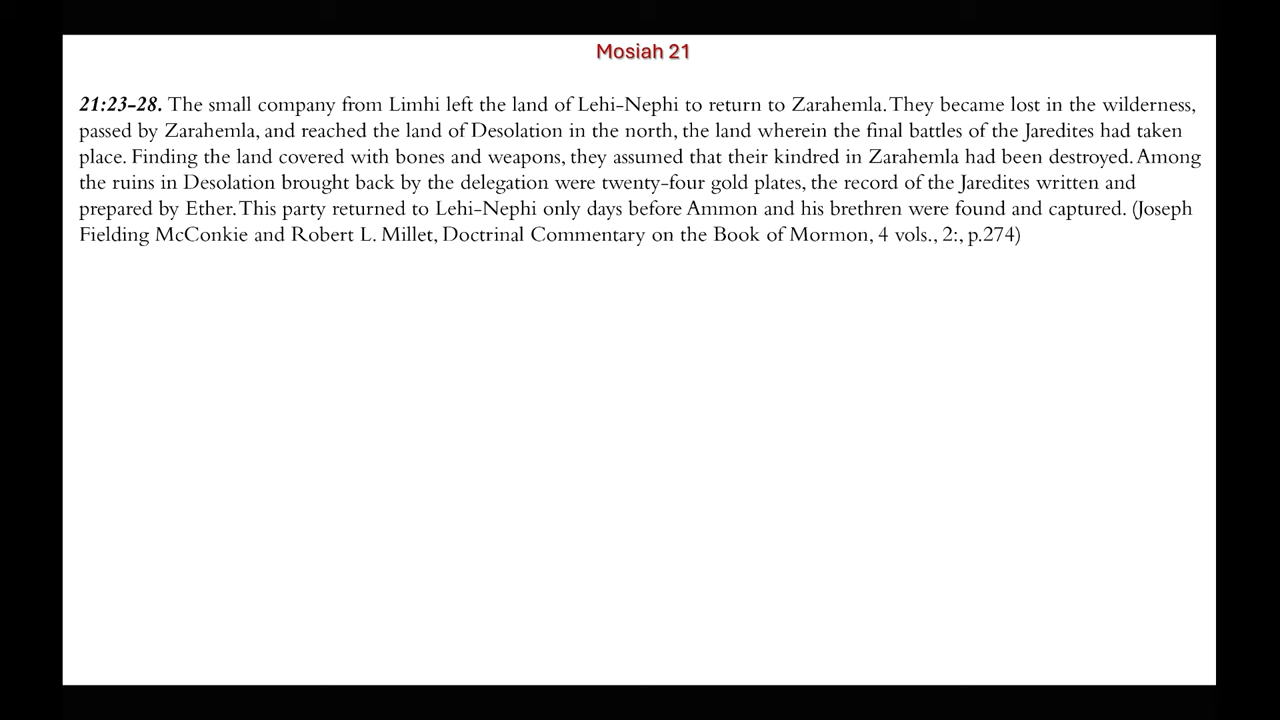 Mosiah 21
21:23-28. The small company from Limhi left the land of Lehi-Nephi to return to Zarahemla. They became lost in the wilderness,
passed by Zarahemla, and reached the land of Desolation in the north, the land wherein the final battles of the Jaredites had taken
place. Finding the land covered with bones and weapons, they assumed that their kindred in Zarahemla had been destroyed. Among
the ruins in Desolation brought back by the delegation were twenty-four gold plates, the record of the Jaredites written and
prepared by Ether. This party returned to Lehi-Nephi only days before Ammon and his brethren were found and captured. (Joseph
Fielding McConkie and Robert L. Millet, Doctrinal Commentary on the Book of Mormon, 4 vols., 2:, p.274)